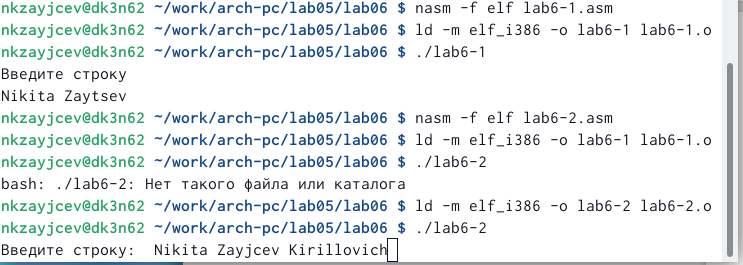 nkzayjcev@dk3n62 ~/work/arch-pc/lab05/lab06 $ nasm -f elf lab6-1.asm
nkzayjcev@dk3n62 ~/work/arch-pc/lab05/lab06 $ ld -m elf_i386 -o lab6-1 lab6-1.o
nkzayjcev@dk3n62 ~/work/arch-pc/lab05/lab06 $ ./lab6-1
Введите строку
Nikita Zaytsev
nkzayjcev@dk3n62 ~/work/arch-pc/lab05/lab06 $ nasm -f elf lab6-2.asm
nkzayjcev@dk3n62 ~/work/arch-pc/lab05/lab06 $ ld -m elf_i386 -o lab6-1 lab6-1.o
nkzayjcev@dk3n62 ~/work/arch-pc/lab05/lab06 $ ./lab6-2
bash: ./lab6-2: Нет такого файла или каталога
nkzayjcev@dk3n62 ~/work/arch-pc/lab05/lab06 $ ld -m elf_i386 -o lab6-2 lab6-2.o
nkzayjcev@dk3n62 ~/work/arch-pc/lab05/lab06 $ ./lab6-2
Введите строку:  Nikita Zayjcev Kirillovich